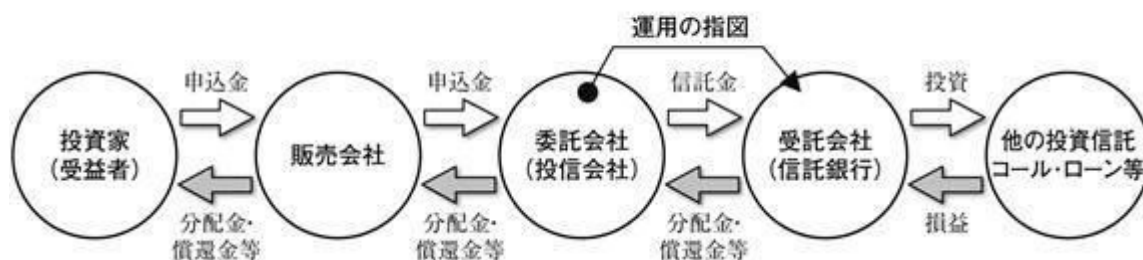 運用の指図
申込金
申込金
信託金
投資
投資家
(受益者)
販売会社
委託会社
(投信会社)
受託会社
(信託銀行)
他の投資信託
コール・ローン等
分配金・
償還金等
分配金・
償還金等
分配金・
償還金等
損益